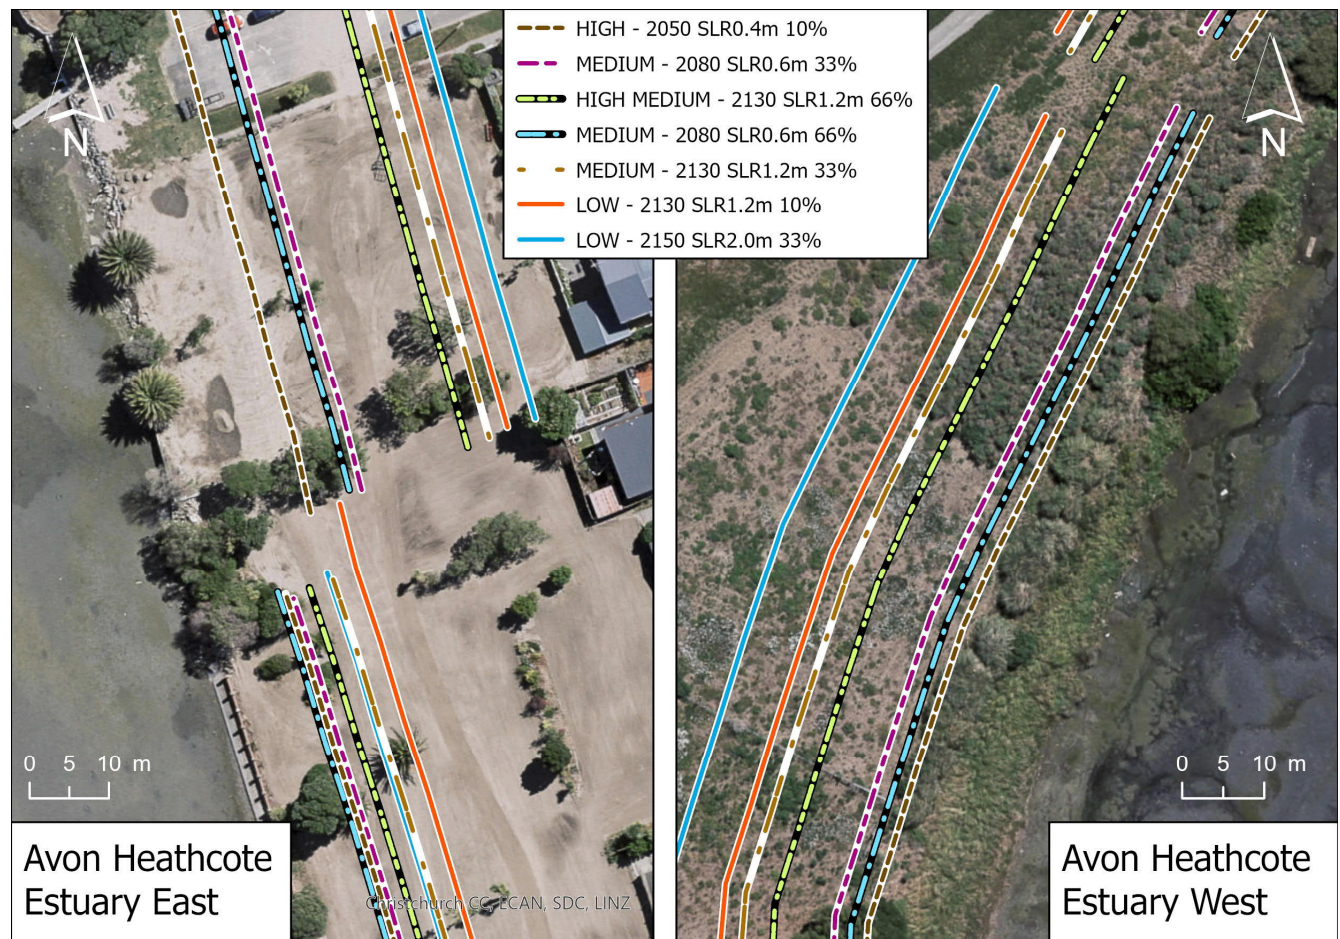 HIGH - 2050 SLR0.4m 10%
MEDIUM - 2080 SLR0.6m 33%
HIGH MEDIUM - 2130 SLR1.2m 66%
MEDIUM - 2080 SLR0.6m 66%
MEDIUM - 2130 SLR1.2m 33%
LOW - 2130 SLR1.2m 10%
LOW - 2150 SLR2.0m 33%
N
N
0 5 10 m
0 5 10 m
Avon Heathcote
Estuary East
Christchurch CC, ECAN, SDC, LINZ
Avon Heathcote
Estuary West